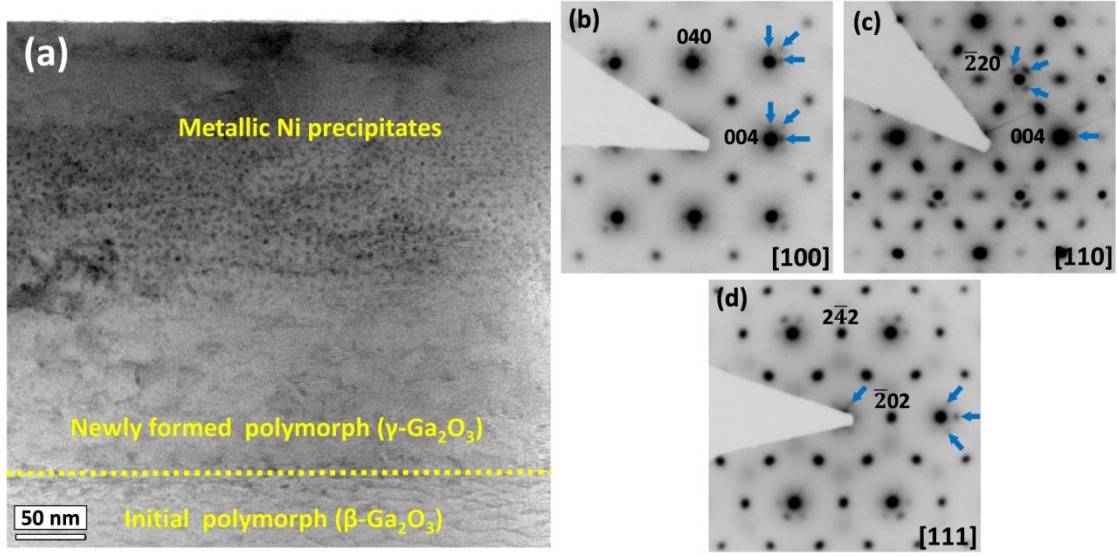 (a)
Metallic Ni precipitates
Newly formed polymorph (γ-Ga₂O₃)
Initial polymorph (β-Ga₂O₃)
50 nm
(b)
040
004
[100]
(c)
2̅20
004
[110]
(d)
24̅2
2̅02
[111]